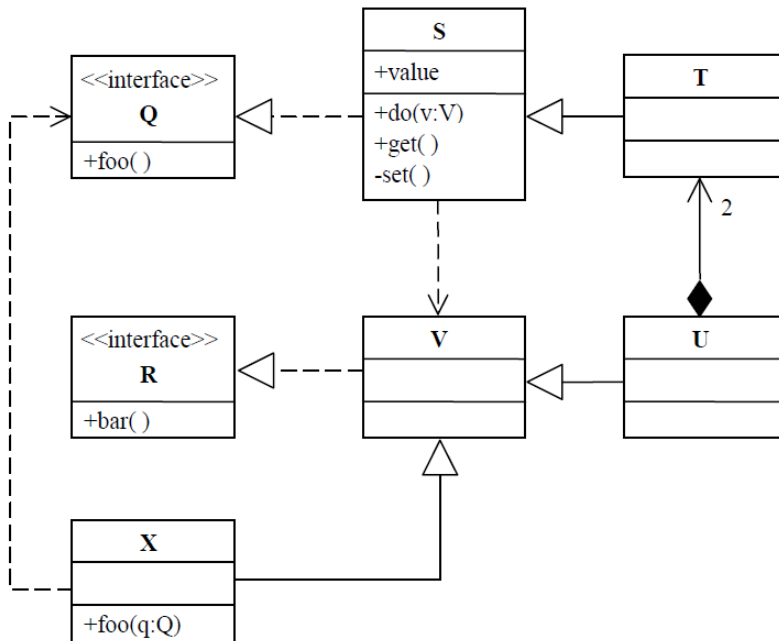 S
+value
+do(v:V)
+get( )
-set( )
<<interface>>
Q
+foo( )
T
2
<<interface>>
R
+bar( )
V
U
X
+foo(q:Q)